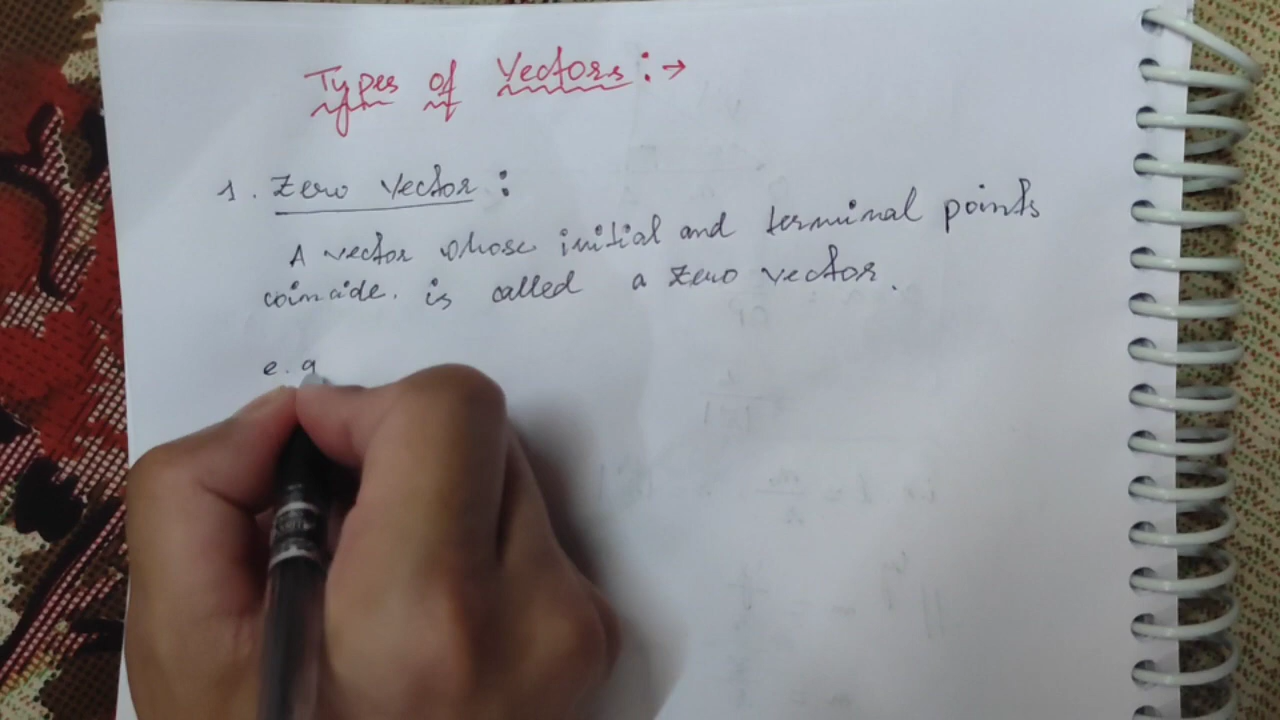 Types of Vectors :→
1. Zero Vector :
A vector whose initial and terminal points
coincide. is called a zero vector.
e.g